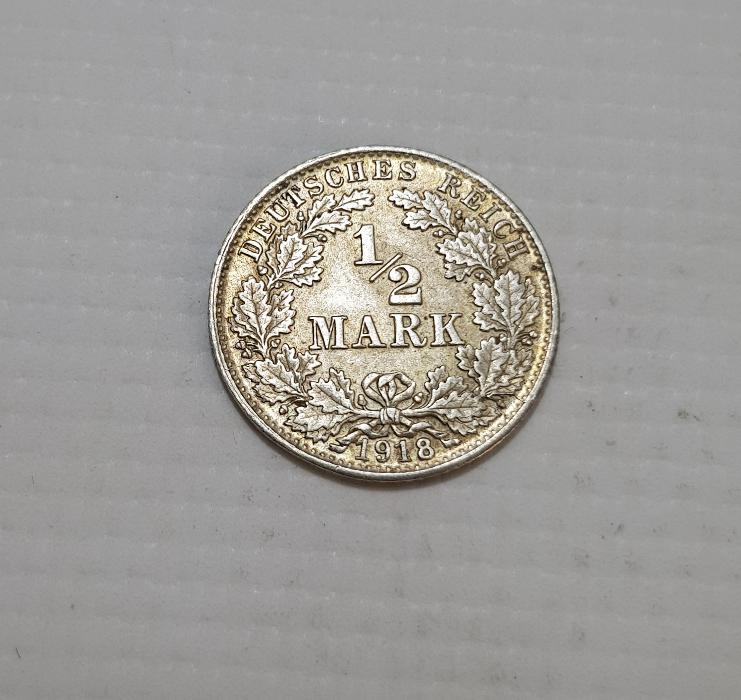 DEUTSCHES REICH
1/2
MARK
1918